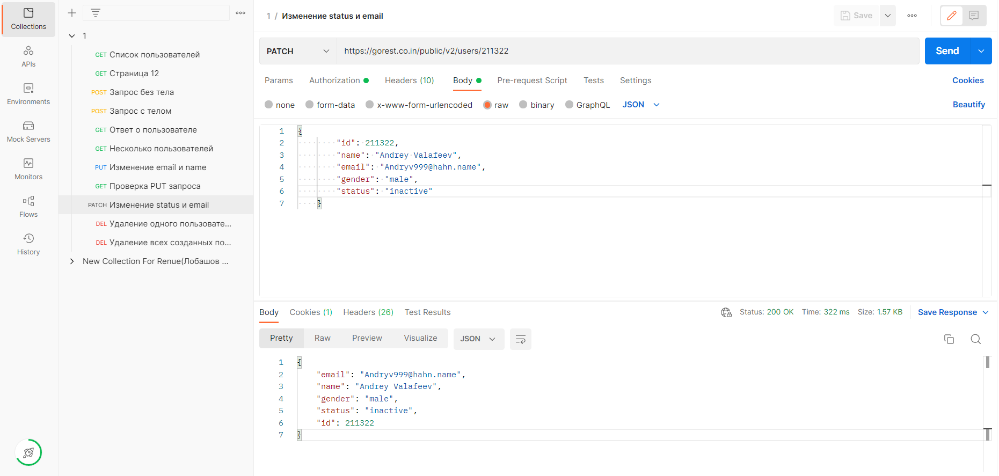 Collections
APIs
Environments
Mock Servers
Monitors
Flows
History
1
GET Список пользователей
GET Страница 12
POST Запрос без тела
POST Запрос с телом
GET Ответ о пользователе
GET Несколько пользователей
PUT Изменение email и name
GET Проверка PUT запроса
PATCH Изменение status и email
DEL Удаление одного пользовате...
DEL Удаление всех созданных по...
New Collection For Renue(Лобашов ...
1 / Изменение status и email
Save
PATCH https://gorest.co.in/public/v2/users/211322 Send
Params Authorization Headers (10) Body Pre-request Script Tests Settings Cookies
none form-data x-www-form-urlencoded raw binary GraphQL JSON Beautify
1 {
2 "id": 211322,
3 "name": "Andrey Valafeev",
4 "email": "Andryv999@hahn.name",
5 "gender": "male",
6 "status": "inactive"
7 }
Body Cookies (1) Headers (26) Test Results Status: 200 OK Time: 322 ms Size: 1.57 KB Save Response
Pretty Raw Preview Visualize JSON
1 {
2 "email": "Andryv999@hahn.name",
3 "name": "Andrey Valafeev",
4 "gender": "male",
5 "status": "inactive",
6 "id": 211322
7 }